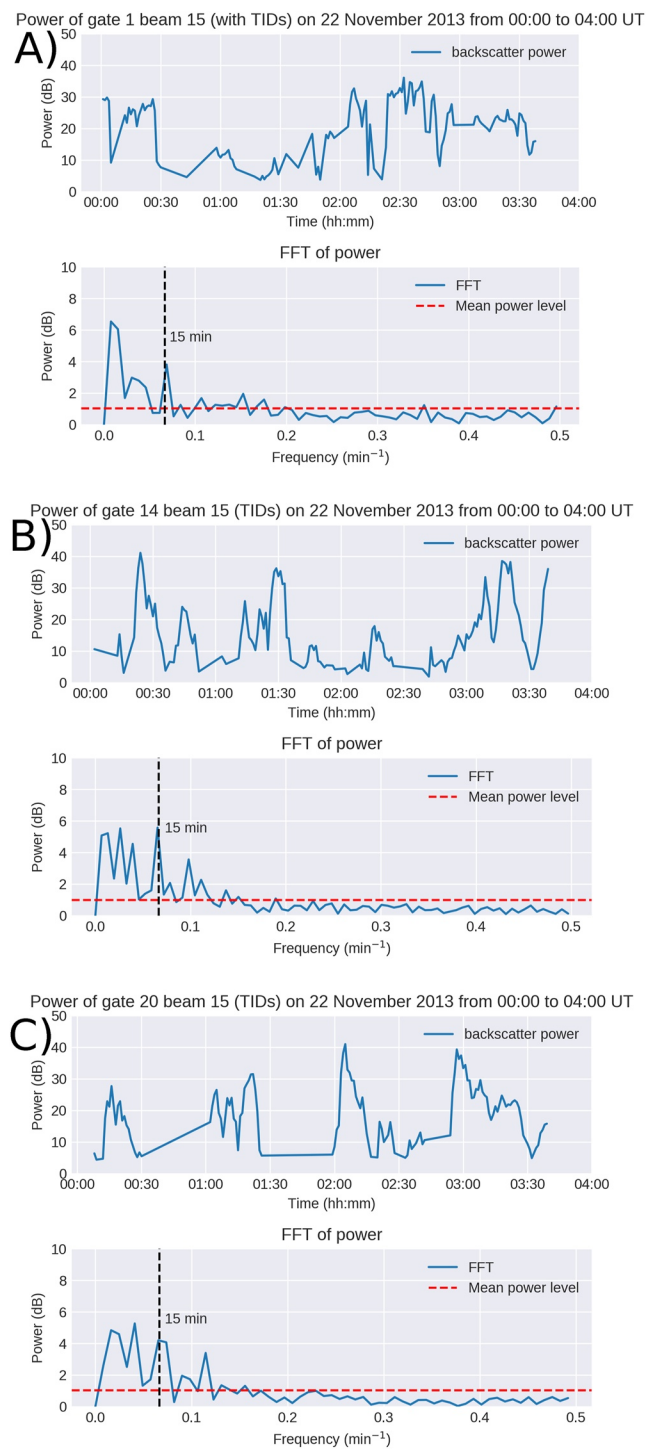 Power of gate 1 beam 15 (with TIDs) on 22 November 2013 from 00:00 to 04:00 UT
A)
backscatter power
50
40
30
20
10
0
Power (dB)
00:00 00:30 01:00 01:30 02:00 02:30 03:00 03:30 04:00
Time (hh:mm)
FFT of power
FFT
Mean power level
15 min
10
8
6
4
2
0
Power (dB)
0.0 0.1 0.2 0.3 0.4 0.5
Frequency (min⁻¹)
Power of gate 14 beam 15 (TIDs) on 22 November 2013 from 00:00 to 04:00 UT
B)
backscatter power
50
40
30
20
10
0
Power (dB)
00:00 00:30 01:00 01:30 02:00 02:30 03:00 03:30 04:00
Time (hh:mm)
FFT of power
FFT
Mean power level
15 min
10
8
6
4
2
0
Power (dB)
0.0 0.1 0.2 0.3 0.4 0.5
Frequency (min⁻¹)
Power of gate 20 beam 15 (TIDs) on 22 November 2013 from 00:00 to 04:00 UT
C)
backscatter power
50
40
30
20
10
0
Power (dB)
00:00 00:30 01:00 01:30 02:00 02:30 03:00 03:30 04:00
Time (hh:mm)
FFT of power
FFT
Mean power level
15 min
10
8
6
4
2
0
Power (dB)
0.0 0.1 0.2 0.3 0.4 0.5
Frequency (min⁻¹)